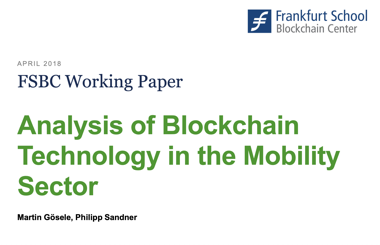 Frankfurt School
Blockchain Center
APRIL 2018
FSBC Working Paper
Analysis of Blockchain
Technology in the Mobility
Sector
Martin Gösele, Philipp Sandner